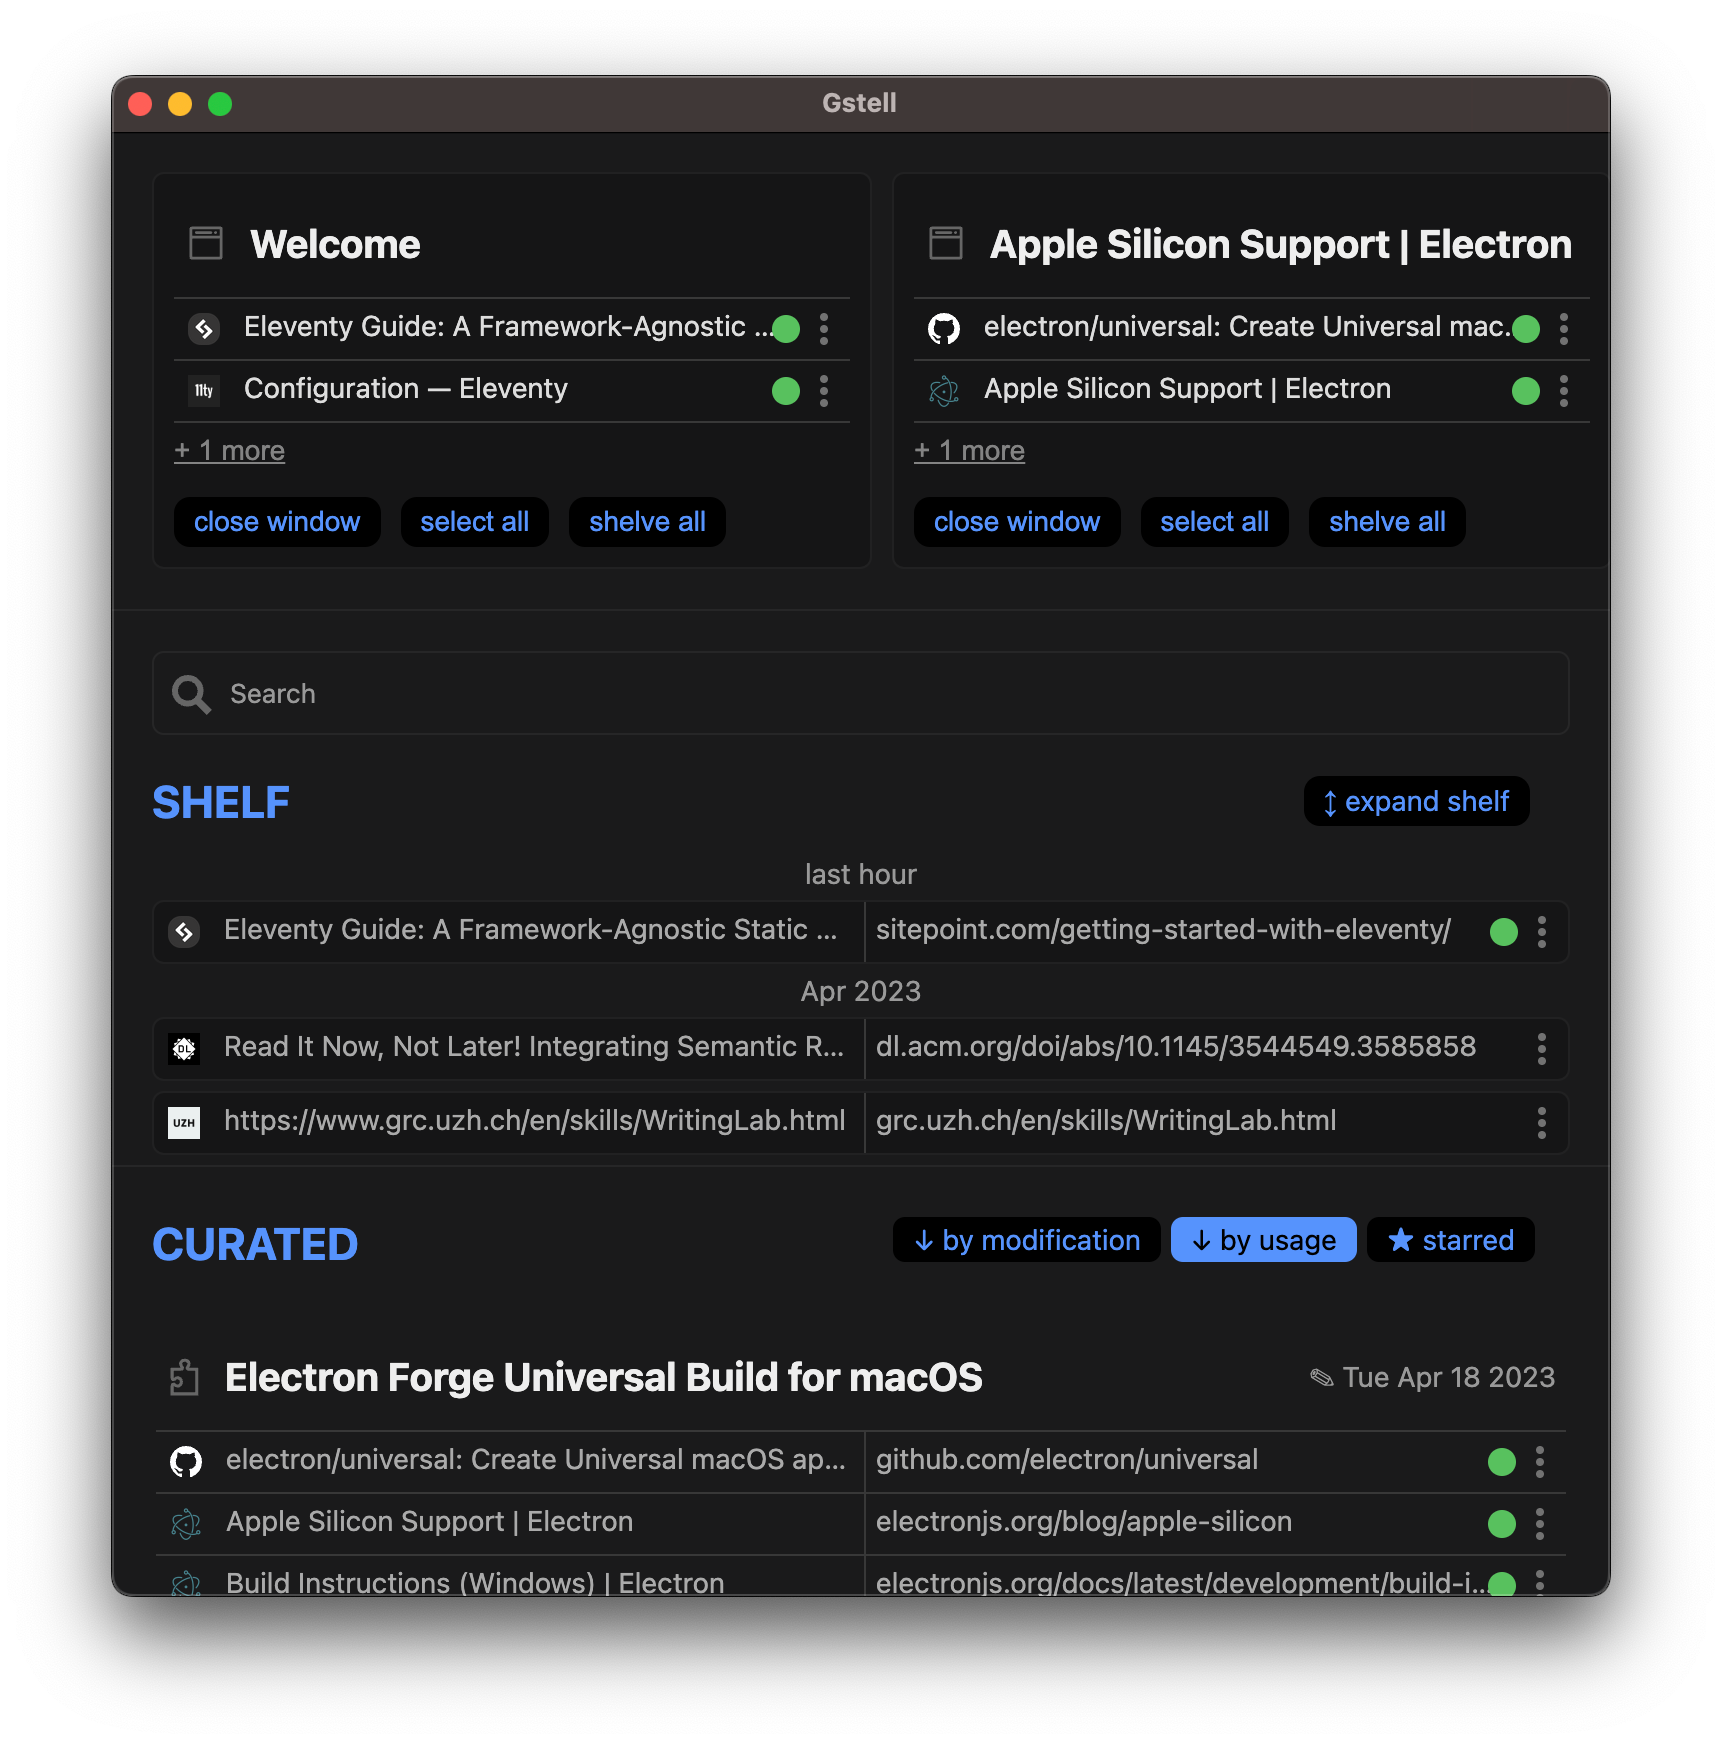 Gstell
Welcome
Eleventy Guide: A Framework-Agnostic ...
11ty Configuration — Eleventy
+ 1 more
close window select all shelve all
Apple Silicon Support | Electron
electron/universal: Create Universal mac...
Apple Silicon Support | Electron
+ 1 more
close window select all shelve all
Search
SHELF
↕ expand shelf
last hour
Eleventy Guide: A Framework-Agnostic Static ... sitepoint.com/getting-started-with-eleventy/
Apr 2023
DL Read It Now, Not Later! Integrating Semantic R... dl.acm.org/doi/abs/10.1145/3544549.3585858
UZH https://www.grc.uzh.ch/en/skills/WritingLab.html grc.uzh.ch/en/skills/WritingLab.html
CURATED
↓ by modification ↓ by usage ★ starred
Electron Forge Universal Build for macOS ✎ Tue Apr 18 2023
electron/universal: Create Universal macOS ap... github.com/electron/universal
Apple Silicon Support | Electron electronjs.org/blog/apple-silicon
Build Instructions (Windows) | Electron electronjs.org/docs/latest/development/build-i...